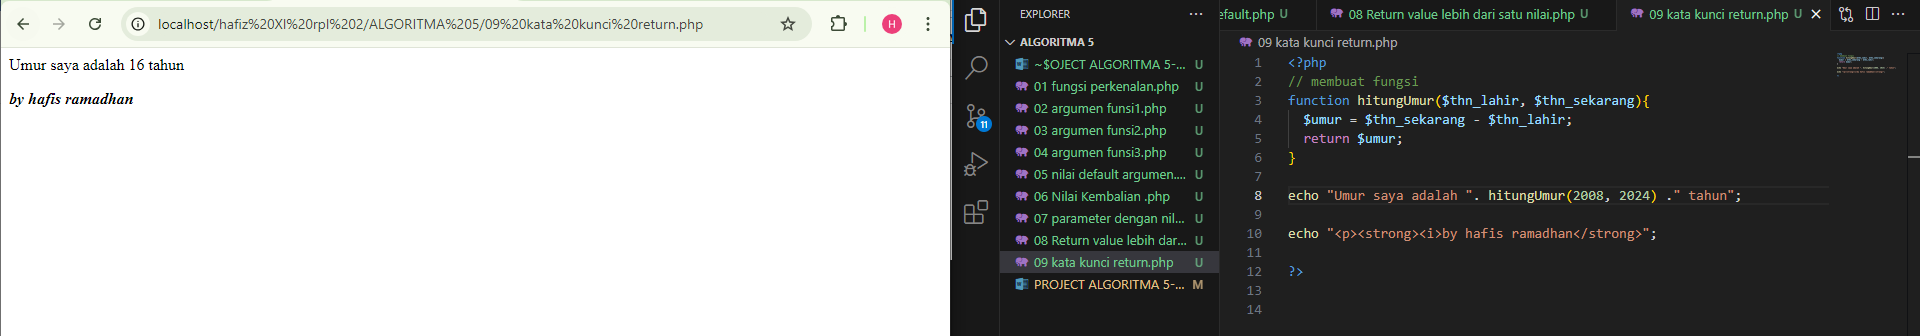 localhost/hafiz%20XI%20rpl%202/ALGORITMA%205/09%20kata%20kunci%20return.php
H
Umur saya adalah 16 tahun
by hafis ramadhan
11
EXPLORER
ALGORITMA 5
~$OJECT ALGORITMA 5-... U
01 fungsi perkenalan.php U
02 argumen funsi1.php U
03 argumen funsi2.php U
04 argumen funsi3.php U
05 nilai default argumen.... U
06 Nilai Kembalian .php U
07 parameter dengan nil... U
08 Return value lebih dar... U
09 kata kunci return.php U
PROJECT ALGORITMA 5-... M
efault.php U
08 Return value lebih dari satu nilai.php U
09 kata kunci return.php U
09 kata kunci return.php
1 <?php
2 // membuat fungsi
3 function hitungUmur($thn_lahir, $thn_sekarang){
4 $umur = $thn_sekarang - $thn_lahir;
5 return $umur;
6 }
7
8 echo "Umur saya adalah ". hitungUmur(2008, 2024) ." tahun";
9
10 echo "<p><strong><i>by hafis ramadhan</strong>";
11
12 ?>
13
14